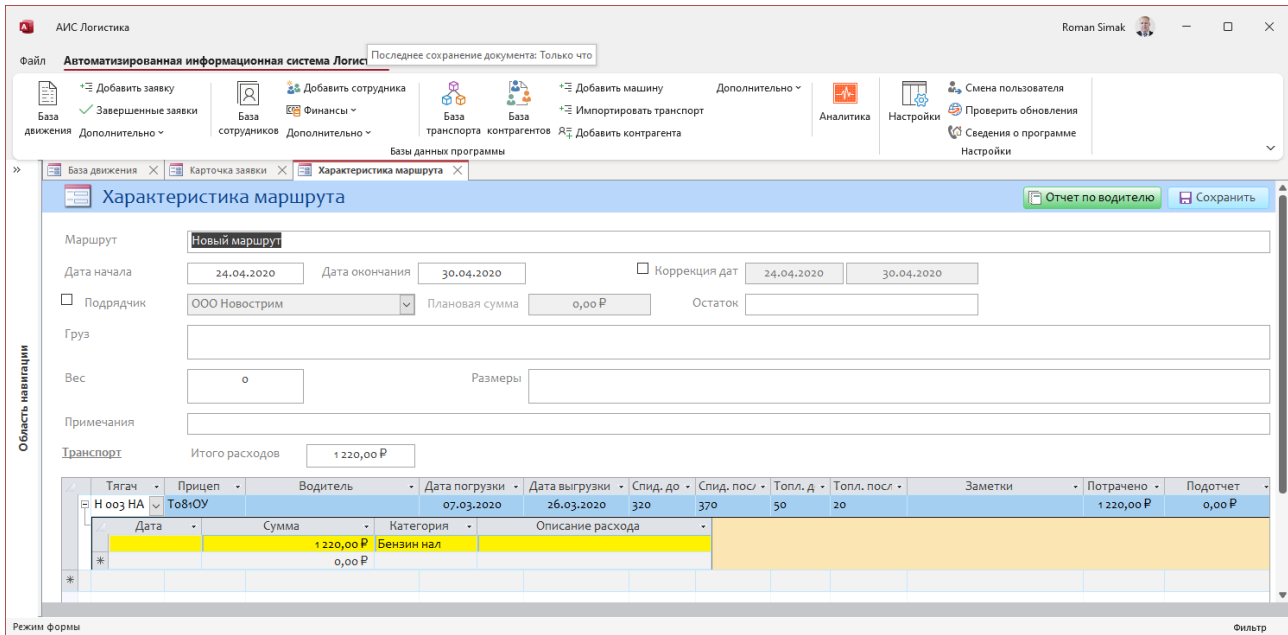 АИС Логистика
Roman Simak
Последнее сохранение документа: Только что
Файл
Автоматизированная информационная система Логист
База движения
Добавить заявку
Завершенные заявки
Дополнительно
База сотрудников
Добавить сотрудника
Финансы
Дополнительно
База транспорта
База контрагентов
Добавить машину
Импортировать транспорт
Добавить контрагента
Дополнительно
Базы данных программы
Аналитика
Настройки
Смена пользователя
Проверить обновления
Сведения о программе
Настройки
База движения
Карточка заявки
Характеристика маршрута
Область навигации
Характеристика маршрута
Отчет по водителю
Сохранить
Маршрут Новый маршрут
Дата начала 24.04.2020 Дата окончания 30.04.2020 Коррекция дат 24.04.2020 30.04.2020
Подрядчик ООО Новострим Плановая сумма 0,00 ₽ Остаток
Груз
Вес 0 Размеры
Примечания
Транспорт Итого расходов 1 220,00 ₽
Тягач Прицеп Водитель Дата погрузки Дата выгрузки Спид. до Спид. посл Топл. д Топл. посл Заметки Потрачено Подотчет
Н 003 НА То81ОУ 07.03.2020 26.03.2020 320 370 50 20 1 220,00 ₽ 0,00 ₽
Дата Сумма Категория Описание расхода
1 220,00 ₽ Бензин нал
0,00 ₽
Режим формы
Фильтр